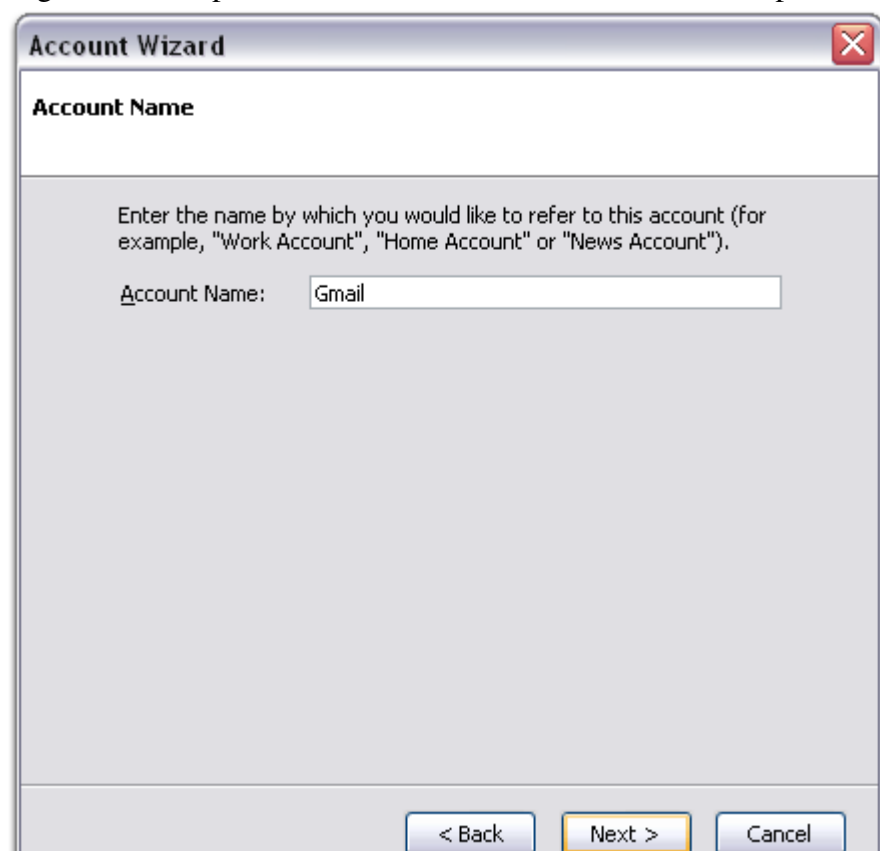 Account Wizard
Account Name
Enter the name by which you would like to refer to this account (for
example, "Work Account", "Home Account" or "News Account").
Account Name: Gmail
< Back Next > Cancel